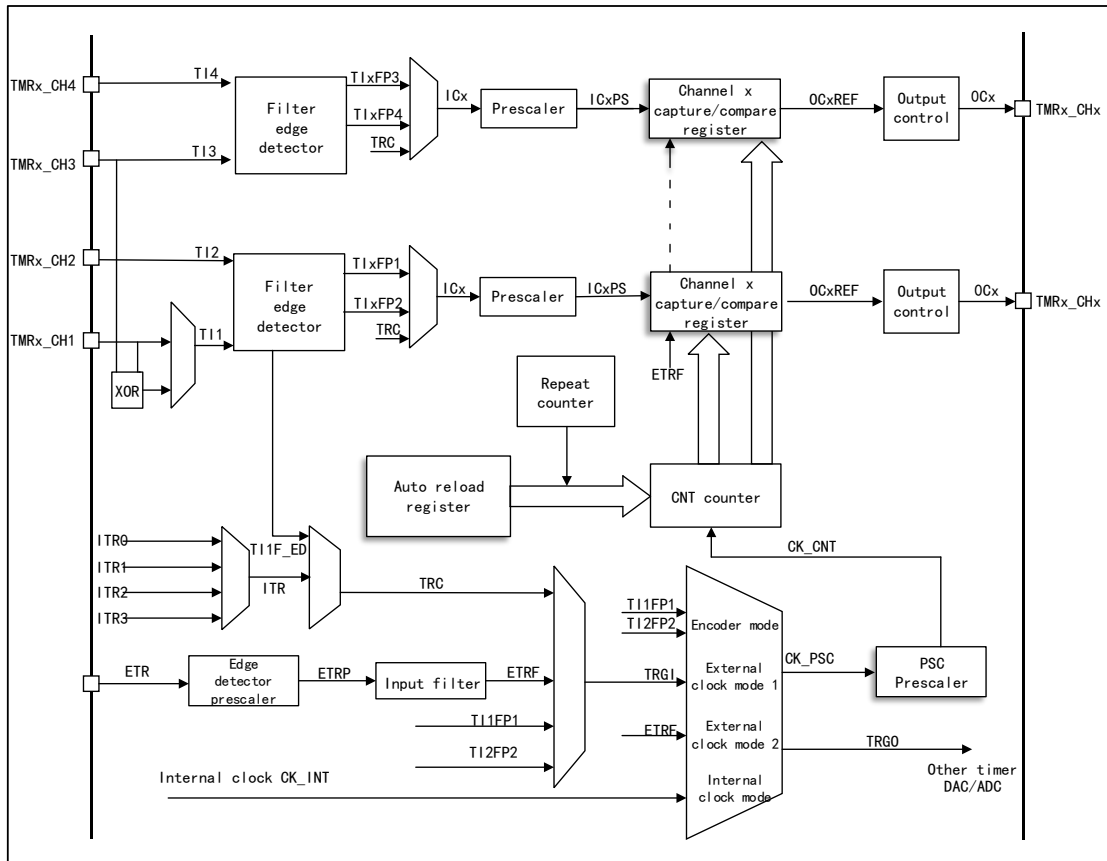 TMRx_CH4
TI4
Filter
edge
detector
TIxFP3
TIxFP4
TRC
ICx
Prescaler
ICxPS
Channel x
capture/compare
register
OCxREF
Output
control
OCx
TMRx_CHx
TMRx_CH3
TI3
TMRx_CH2
TI2
Filter
edge
detector
TIxFP1
TIxFP2
TRC
ICx
Prescaler
ICxPS
Channel x
capture/compare
register
OCxREF
Output
control
OCx
TMRx_CHx
TMRx_CH1
TI1
XOR
ETRF
Repeat
counter
Auto reload
register
CNT counter
CK_CNT
ITR0
ITR1
ITR2
ITR3
ITR
TI1F_ED
TRC
TI1FP1
TI2FP2
Encoder mode
CK_PSC
PSC
Prescaler
ETR
Edge
detector
prescaler
ETRP
Input filter
ETRF
TRGI
External
clock mode 1
TI1FP1
TI2FP2
ETRF
External
clock mode 2
TRGO
Other timer
DAC/ADC
Internal clock CK_INT
Internal
clock mode